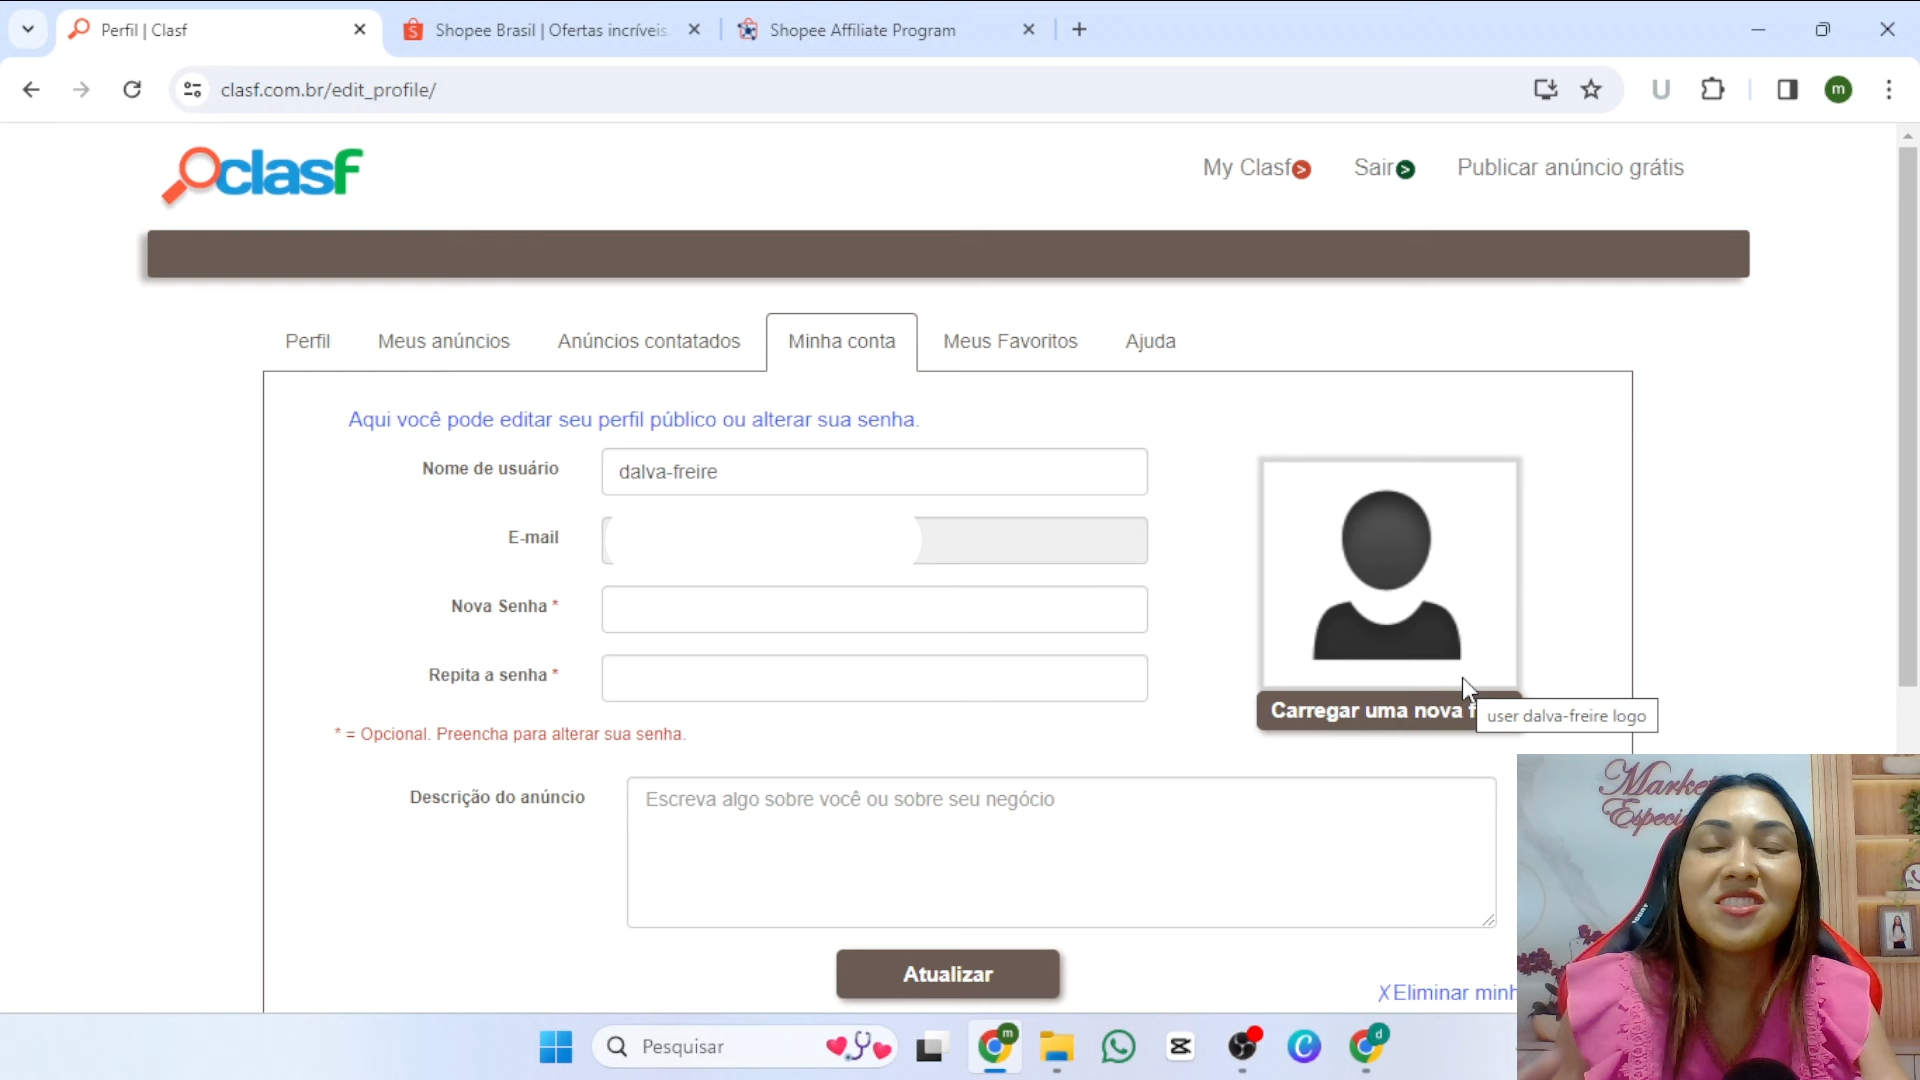 Perfil | Clasf
Shopee Brasil | Ofertas incríveis
Shopee Affiliate Program
clasf.com.br/edit_profile/
U
m
clasf
My Clasf
Sair
Publicar anúncio grátis
Perfil
Meus anúncios
Anúncios contatados
Minha conta
Meus Favoritos
Ajuda
Aqui você pode editar seu perfil público ou alterar sua senha.
Nome de usuário
dalva-freire
E-mail
Nova Senha *
Repita a senha *
* = Opcional. Preencha para alterar sua senha.
Carregar uma nova f
user dalva-freire logo
Descrição do anúncio
Escreva algo sobre você ou sobre seu negócio
Atualizar
X Eliminar minh
Marke
Especi
Pesquisar
m
d